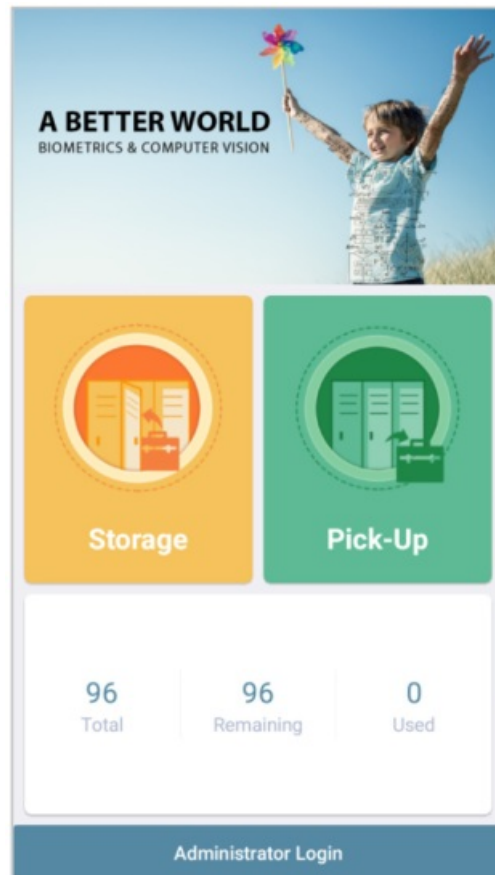 A BETTER WORLD
BIOMETRICS & COMPUTER VISION
Storage
Pick-Up
96
Total
96
Remaining
0
Used
Administrator Login